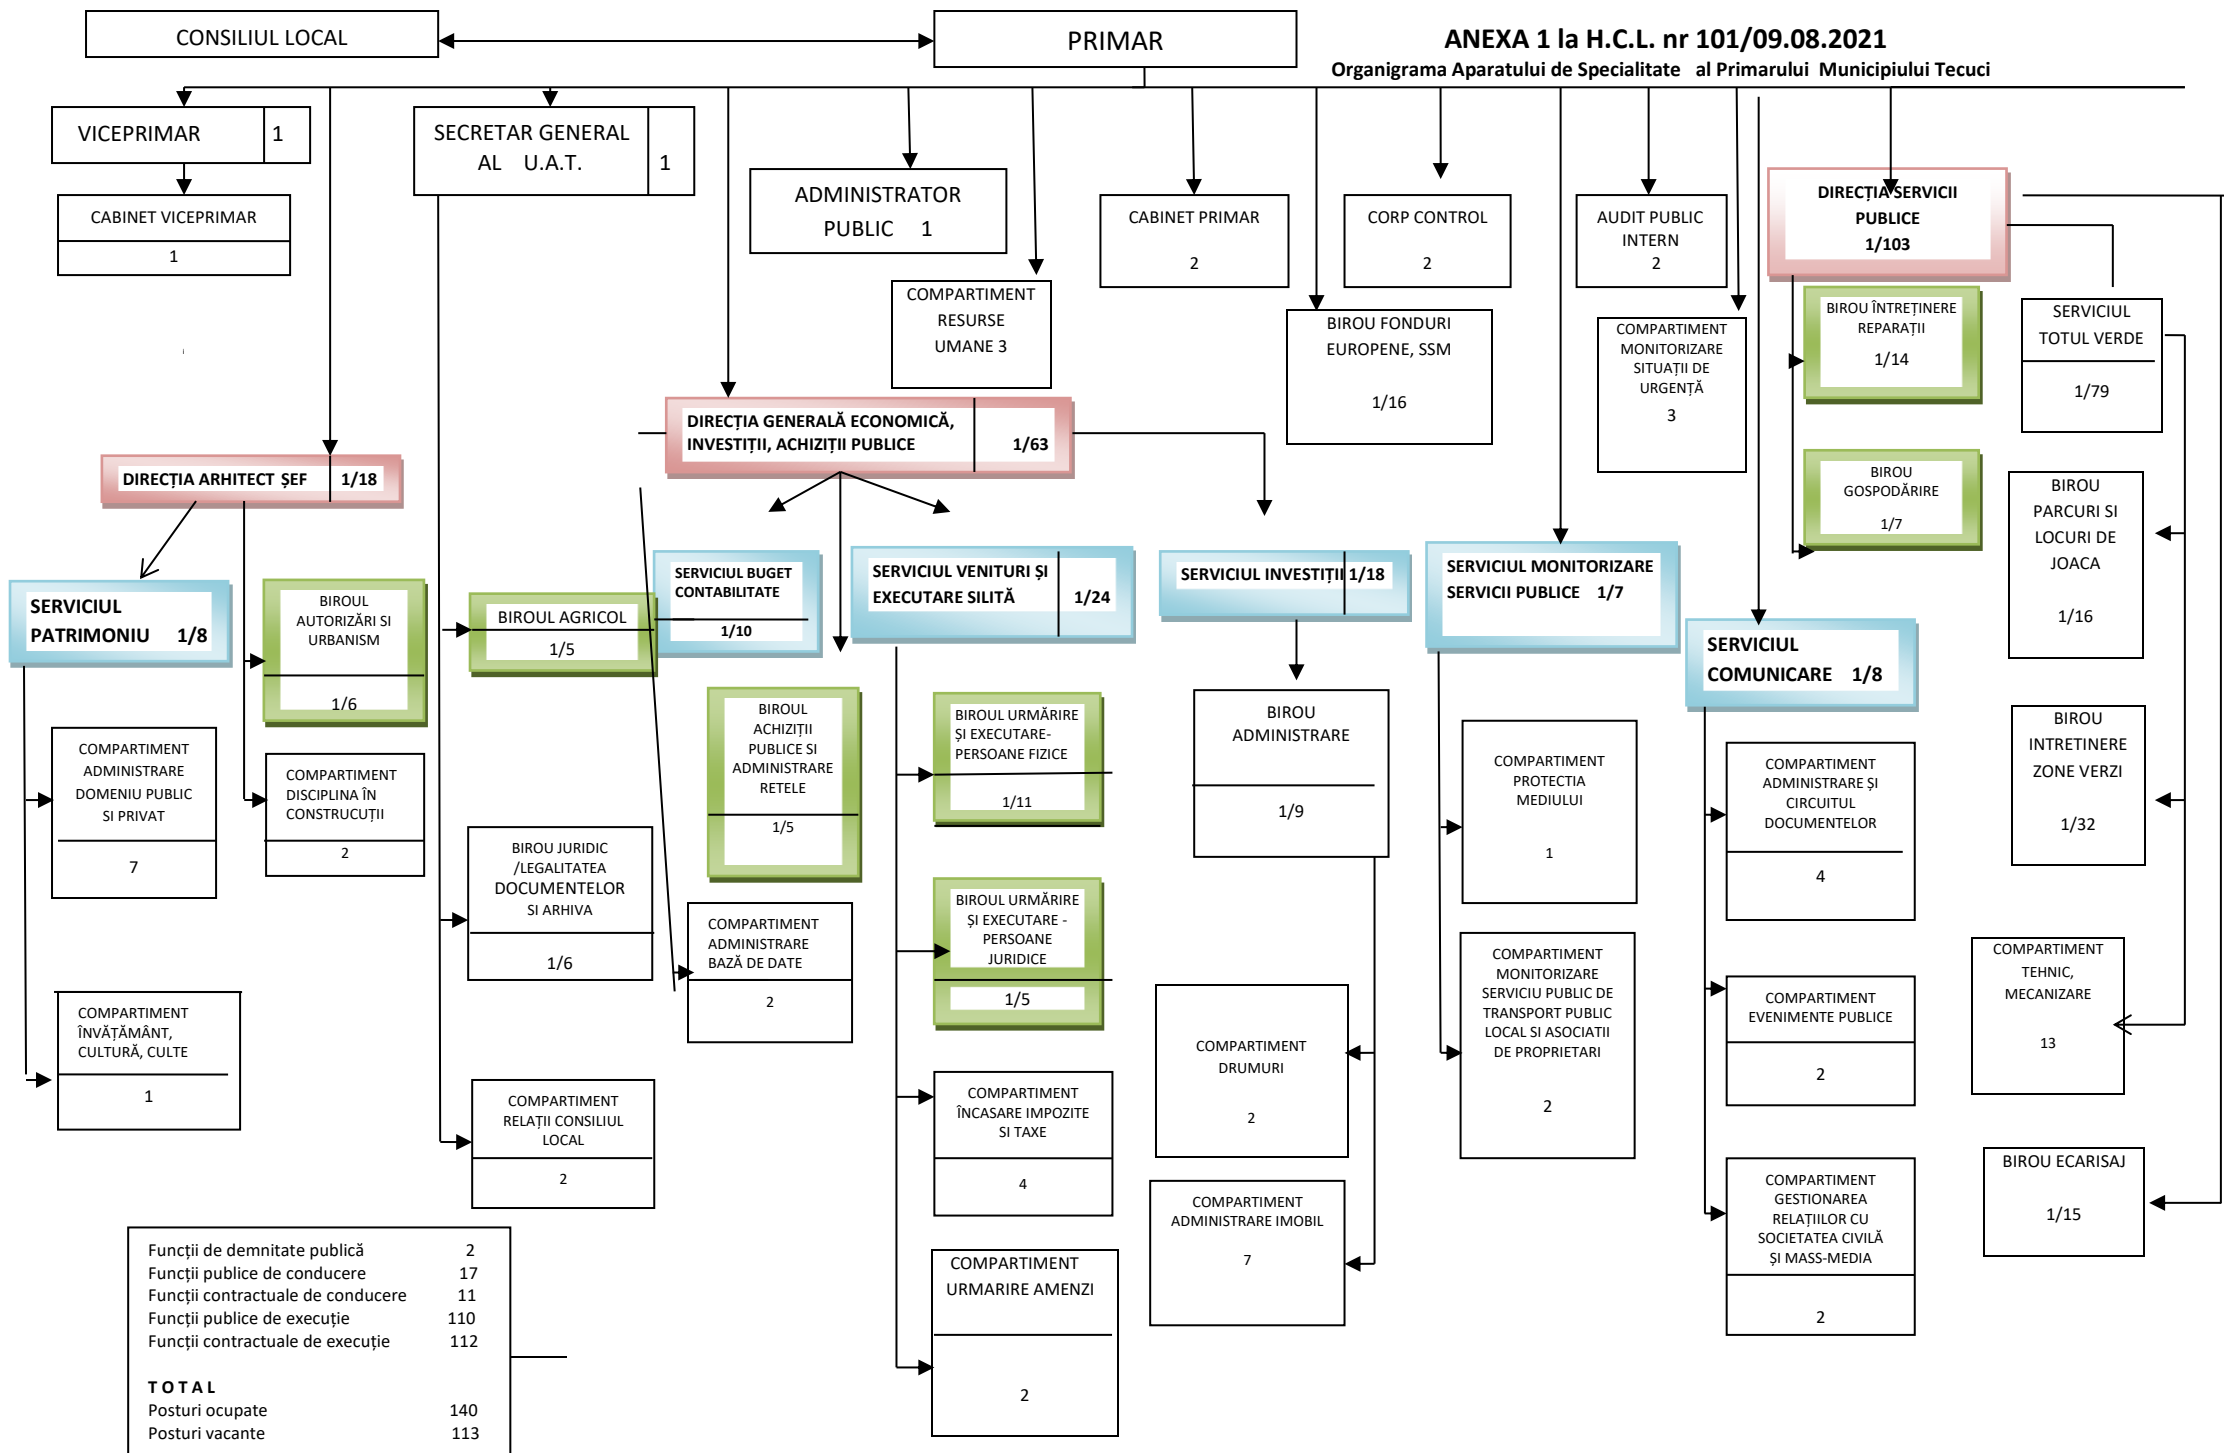 CONSILIUL LOCAL
PRIMAR
ANEXA 1 la H.C.L. nr 101/09.08.2021
Organigrama Aparatului de Specialitate al Primarului Municipiului Tecuci
VICEPRIMAR 1
CABINET VICEPRIMAR
1
SECRETAR GENERAL
AL U.A.T. 1
ADMINISTRATOR
PUBLIC 1
COMPARTIMENT
RESURSE
UMANE 3
CABINET PRIMAR
2
BIROU FONDURI
EUROPENE, SSM
1/16
CORP CONTROL
2
AUDIT PUBLIC
INTERN
2
COMPARTIMENT
MONITORIZARE
SITUAȚII DE
URGENȚĂ
3
DIRECȚIA SERVICII
PUBLICE
1/103
BIROU ÎNTREȚINERE
REPARAȚII
1/14
BIROU
GOSPODĂRIRE
1/7
SERVICIUL
TOTUL VERDE
1/79
BIROU
PARCURI SI
LOCURI DE
JOACA
1/16
BIROU
INTRETINERE
ZONE VERZI
1/32
COMPARTIMENT
TEHNIC,
MECANIZARE
13
BIROU ECARISAJ
1/15
DIRECȚIA ARHITECT ȘEF 1/18
SERVICIUL
PATRIMONIU 1/8
COMPARTIMENT
ADMINISTRARE
DOMENIU PUBLIC
SI PRIVAT
7
COMPARTIMENT
ÎNVĂȚĂMÂNT,
CULTURĂ, CULTE
1
BIROUL
AUTORIZĂRI SI
URBANISM
1/6
COMPARTIMENT
DISCIPLINA ÎN
CONSTRUCUȚII
2
BIROUL AGRICOL
1/5
BIROU JURIDIC
/LEGALITATEA
DOCUMENTELOR
SI ARHIVA
1/6
COMPARTIMENT
RELAȚII CONSILIUL
LOCAL
2
DIRECȚIA GENERALĂ ECONOMICĂ,
INVESTIȚII, ACHIZIȚII PUBLICE 1/63
SERVICIUL BUGET
CONTABILITATE
1/10
BIROUL
ACHIZIȚII
PUBLICE SI
ADMINISTRARE
RETELE
1/5
COMPARTIMENT
ADMINISTRARE
BAZĂ DE DATE
2
SERVICIUL VENITURI ȘI
EXECUTARE SILITĂ 1/24
BIROUL URMĂRIRE
ȘI EXECUTARE-
PERSOANE FIZICE
1/11
BIROUL URMĂRIRE
ȘI EXECUTARE -
PERSOANE
JURIDICE
1/5
COMPARTIMENT
ÎNCASARE IMPOZITE
SI TAXE
4
COMPARTIMENT
URMARIRE AMENZI
2
SERVICIUL INVESTIȚII 1/18
BIROU
ADMINISTRARE
1/9
COMPARTIMENT
DRUMURI
2
COMPARTIMENT
ADMINISTRARE IMOBIL
7
SERVICIUL MONITORIZARE
SERVICII PUBLICE 1/7
COMPARTIMENT
PROTECTIA
MEDIULUI
1
COMPARTIMENT
MONITORIZARE
SERVICIU PUBLIC DE
TRANSPORT PUBLIC
LOCAL SI ASOCIATII
DE PROPRIETARI
2
SERVICIUL
COMUNICARE 1/8
COMPARTIMENT
ADMINISTRARE ȘI
CIRCUITUL
DOCUMENTELOR
4
COMPARTIMENT
EVENIMENTE PUBLICE
2
COMPARTIMENT
GESTIONAREA
RELAȚIILOR CU
SOCIETATEA CIVILĂ
ȘI MASS-MEDIA
2
Funcții de demnitate publică 2
Funcții publice de conducere 17
Funcții contractuale de conducere 11
Funcții publice de execuție 110
Funcții contractuale de execuție 112
T O T A L
Posturi ocupate 140
Posturi vacante 113